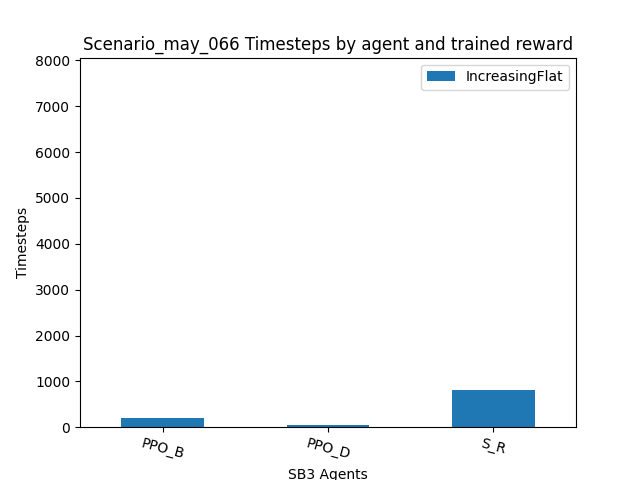 Scenario_may_066 Timesteps by agent and trained reward
IncreasingFlat
8000
7000
6000
5000
4000
3000
2000
1000
0
Timesteps
PPO_B
PPO_D
S_R
SB3 Agents